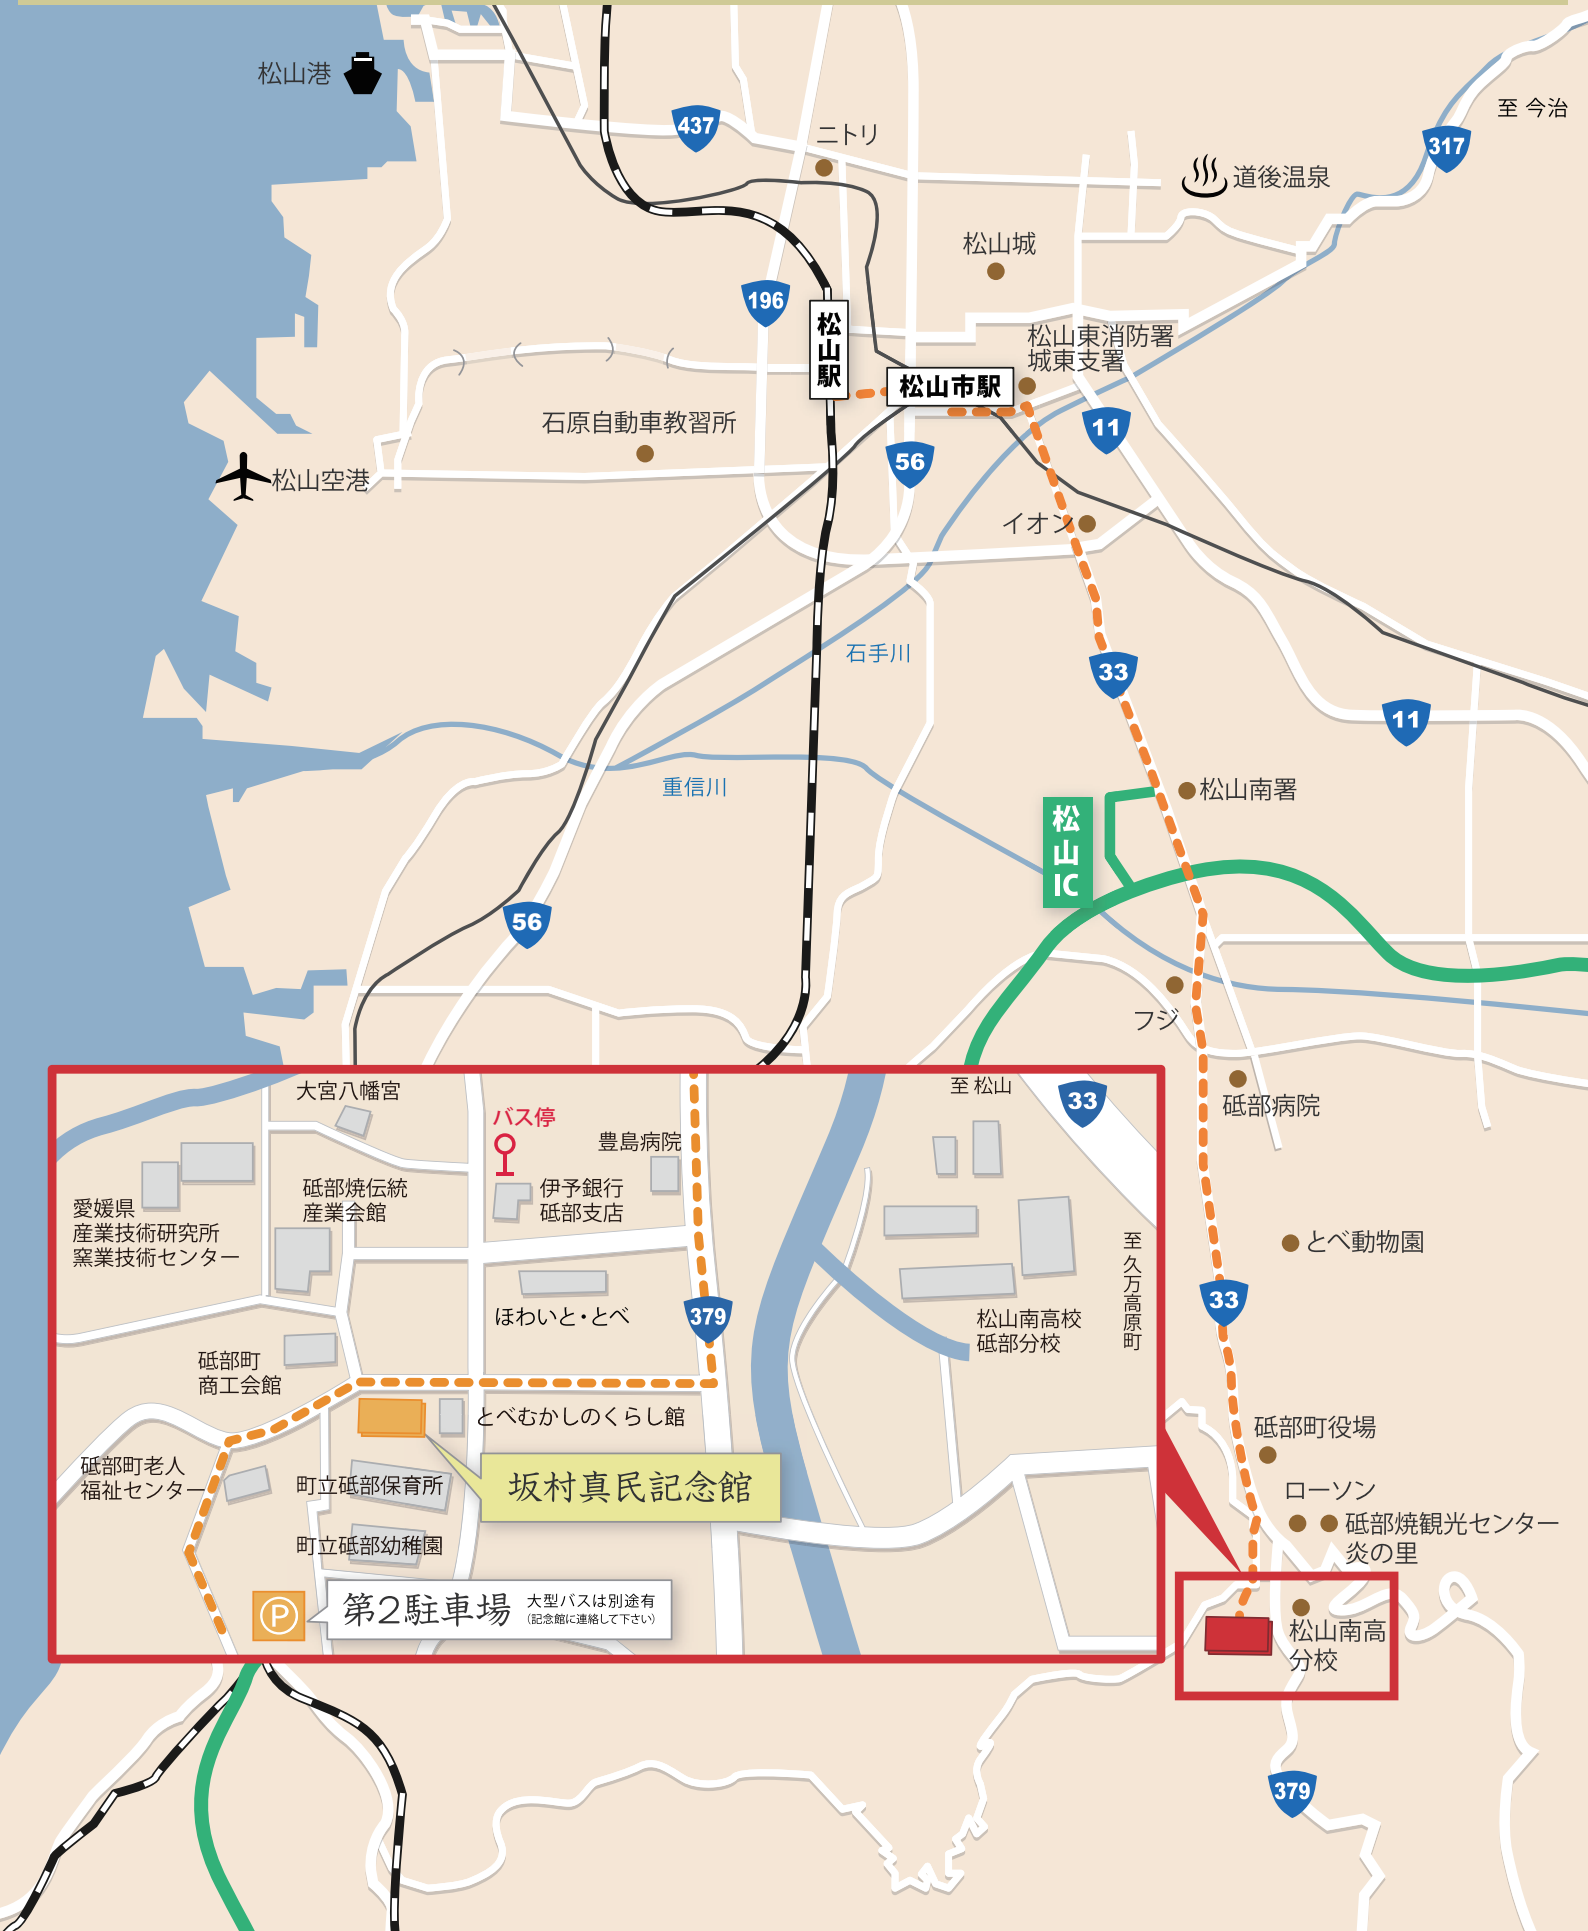 松山港
437
ニトリ
至 今治
317
道後温泉
松山城
196
松山駅
松山東消防署
城東支署
松山市駅
石原自動車教習所
11
56
松山空港
イオン
石手川
33
11
重信川
松山南署
松山IC
56
フジ
砥部病院
とべ動物園
33
砥部町役場
ローソン
砥部焼観光センター
炎の里
松山南高
分校
379
大宮八幡宮
バス停
豊島病院
至 松山
33
愛媛県
産業技術研究所
窯業技術センター
砥部焼伝統
産業会館
伊予銀行
砥部支店
至 久万高原町
ほわいと・とべ
379
松山南高校
砥部分校
砥部町
商工会館
とべむかしのくらし館
砥部町老人
福祉センター
町立砥部保育所
坂村真民記念館
町立砥部幼稚園
P
第2駐車場
大型バスは別途有
(記念館に連絡して下さい)